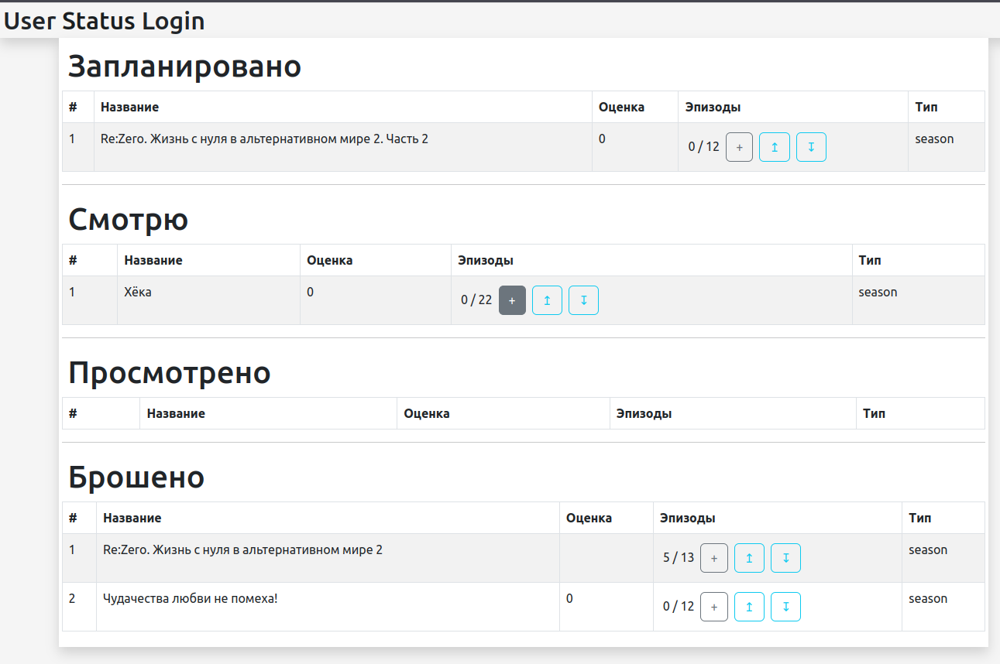 User Status Login
Запланировано
# Название Оценка Эпизоды Тип
1 Re:Zero. Жизнь с нуля в альтернативном мире 2. Часть 2 0 0 / 12 + ↥ ↧ season
Смотрю
# Название Оценка Эпизоды Тип
1 Хёка 0 0 / 22 + ↥ ↧ season
Просмотрено
# Название Оценка Эпизоды Тип
Брошено
# Название Оценка Эпизоды Тип
1 Re:Zero. Жизнь с нуля в альтернативном мире 2 5 / 13 + ↥ ↧ season
2 Чудачества любви не помеха! 0 0 / 12 + ↥ ↧ season